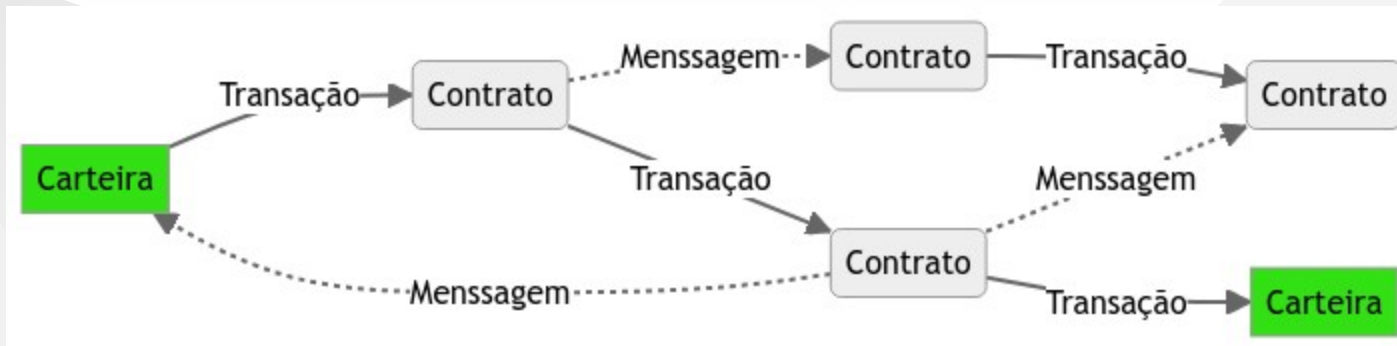 Menssagem
Contrato
Transação
Transação
Contrato
Contrato
Carteira
Transação
Menssagem
Contrato
Menssagem
Transação
Carteira